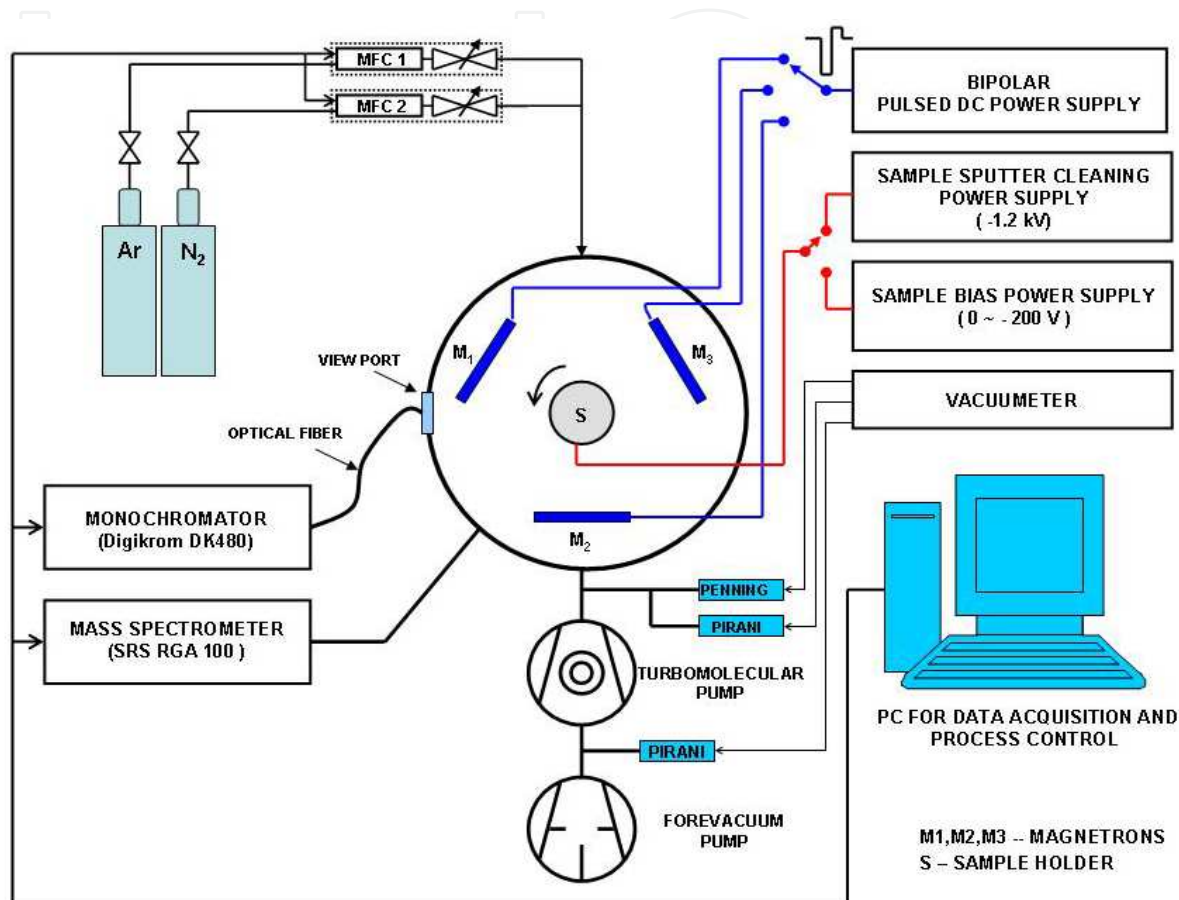 MFC 1
MFC 2
BIPOLAR
PULSED DC POWER SUPPLY
SAMPLE SPUTTER CLEANING
POWER SUPPLY
( -1.2 kV)
SAMPLE BIAS POWER SUPPLY
( 0 ~ - 200 V )
Ar
N₂
M₁
M₃
VIEW PORT
S
VACUUMETER
OPTICAL FIBER
MONOCHROMATOR
(Digikrom DK480)
M₂
PENNING
PIRANI
MASS SPECTROMETER
(SRS RGA 100 )
TURBOMOLECULAR
PUMP
PC FOR DATA ACQUISITION AND
PROCESS CONTROL
PIRANI
FOREVACUUM
PUMP
M1,M2,M3 -- MAGNETRONS
S – SAMPLE HOLDER